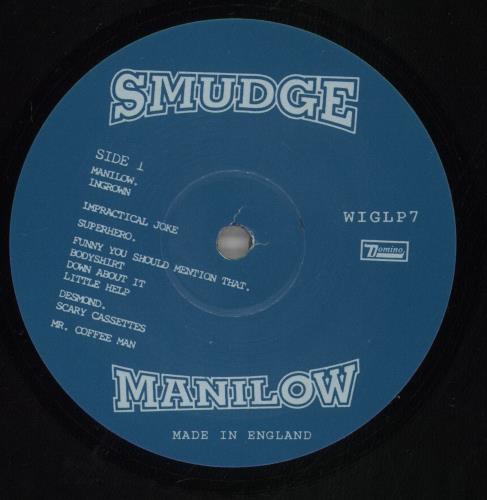 SMUDGE
SIDE 1
MANILOW.
INGROWN
IMPRACTICAL JOKE
SUPERHERO.
FUNNY YOU SHOULD MENTION THAT.
BODYSHIRT
DOWN ABOUT IT
LITTLE HELP
DESMOND.
SCARY CASSETTES
MR. COFFEE MAN
WIGLP7
Domino
MANILOW
MADE IN ENGLAND